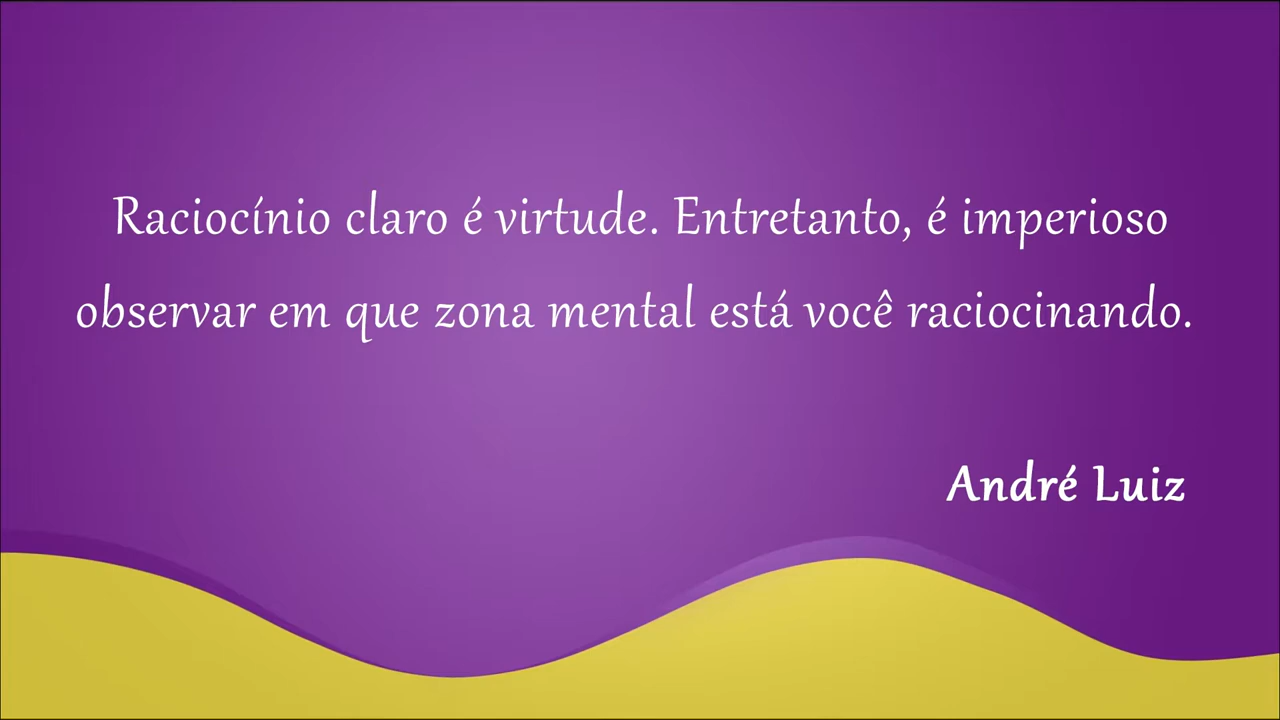 Raciocínio claro é virtude. Entretanto, é imperioso
observar em que zona mental está você raciocinando.
André Luiz